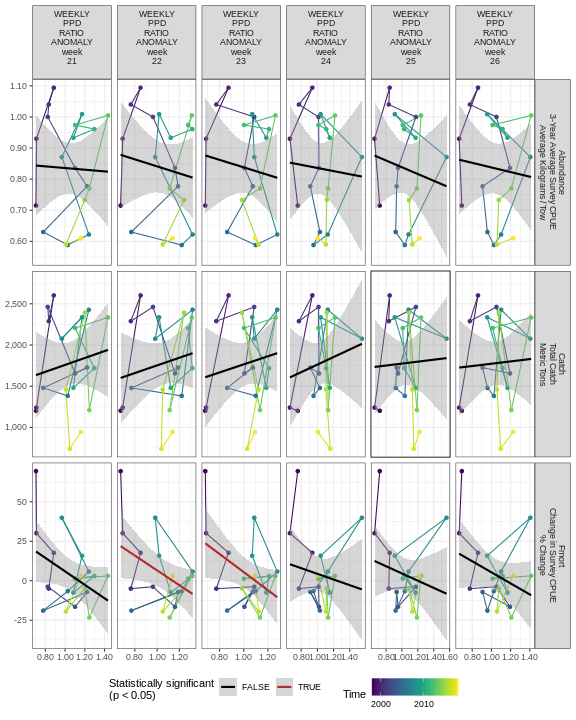 WEEKLY
PPD
RATIO
ANOMALY
week
21
WEEKLY
PPD
RATIO
ANOMALY
week
22
WEEKLY
PPD
RATIO
ANOMALY
week
23
WEEKLY
PPD
RATIO
ANOMALY
week
24
WEEKLY
PPD
RATIO
ANOMALY
week
25
WEEKLY
PPD
RATIO
ANOMALY
week
26
1.10
1.00
0.90
0.80
0.70
0.60
Abundance
3-Year Average Survey CPUE
Average Kilograms / Tow
2,500
2,000
1,500
1,000
Catch
Total Catch
Metric Tons
50
25
0
-25
Fmort
Change in Survey CPUE
% Change
0.80 1.00 1.20 1.40
0.80 1.00 1.20
0.80 1.00 1.20
0.80 1.00 1.20 1.40
0.80 1.00 1.20 1.40 1.60
0.80 1.00 1.20 1.40
Statistically significant
(p < 0.05)
FALSE
TRUE
Time
2000 2010